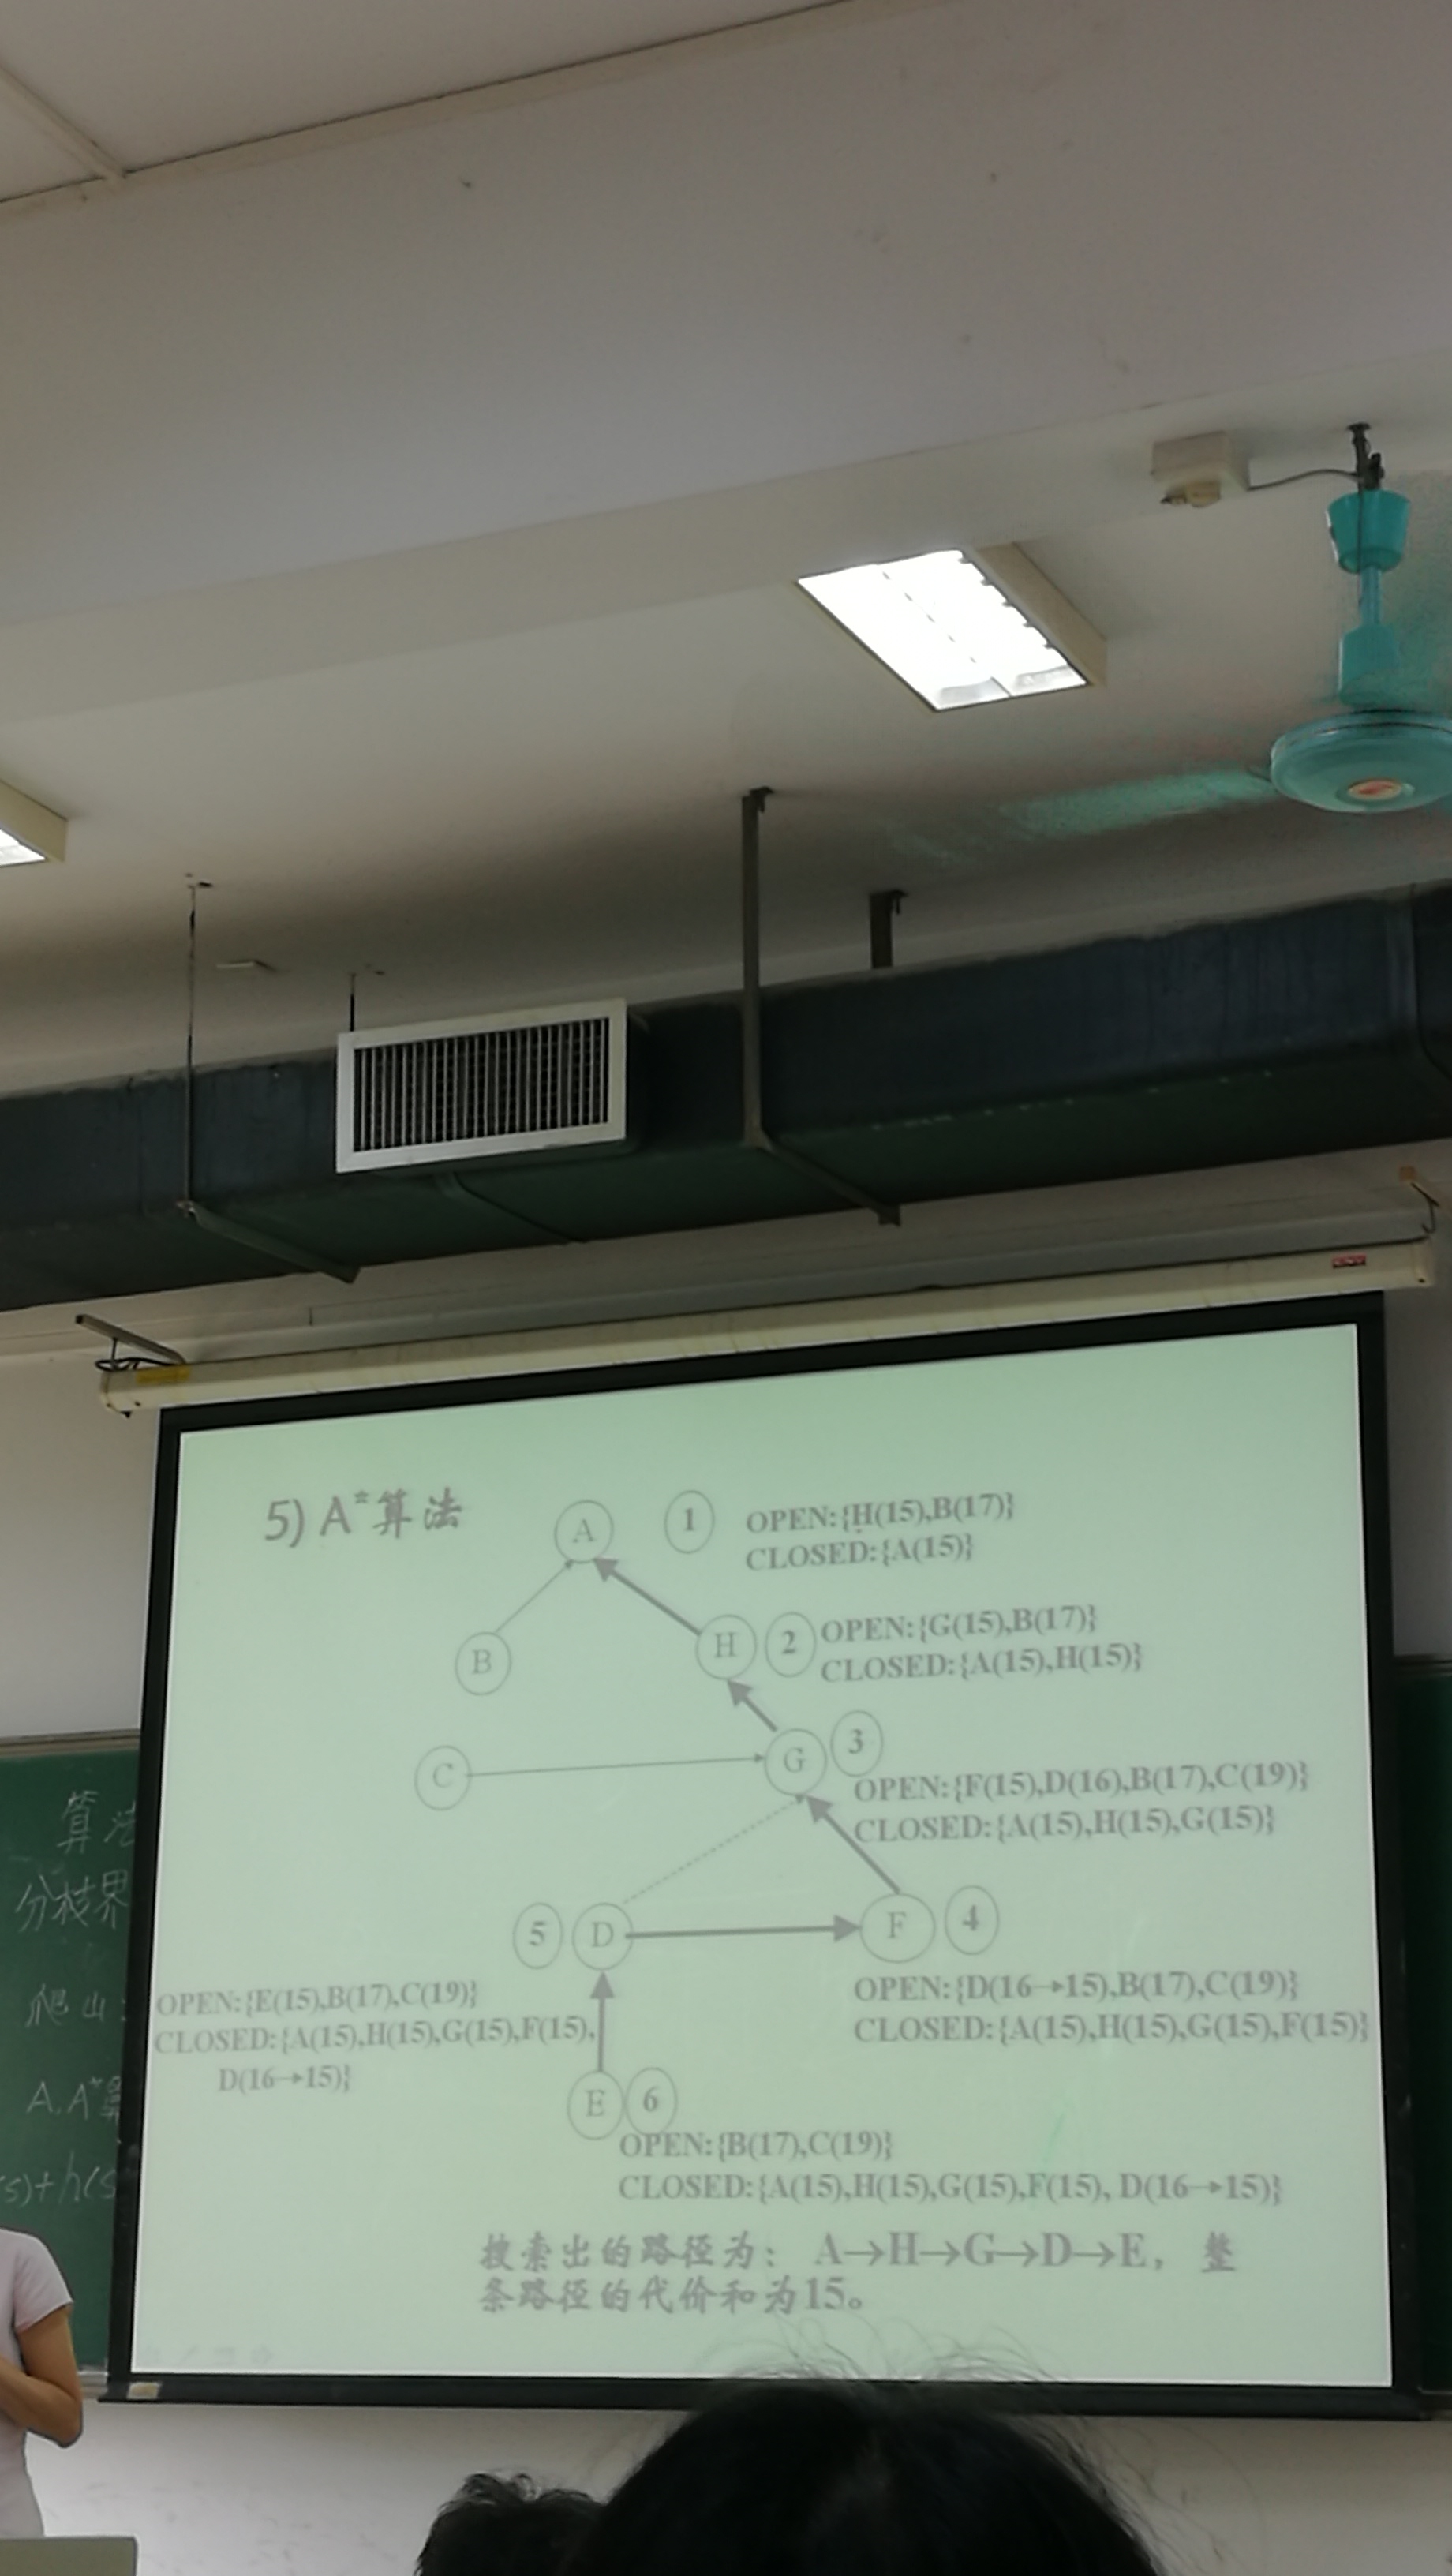 5) A*算法
A
1
OPEN:{H(15),B(17)}
CLOSED:{A(15)}
B
H
2
OPEN:{G(15),B(17)}
CLOSED:{A(15),H(15)}
C
G
3
OPEN:{F(15),D(16),B(17),C(19)}
CLOSED:{A(15),H(15),G(15)}
5
D
F
4
OPEN:{E(15),B(17),C(19)}
CLOSED:{A(15),H(15),G(15),F(15),
D(16→15)}
OPEN:{D(16→15),B(17),C(19)}
CLOSED:{A(15),H(15),G(15),F(15)}
E
6
OPEN:{B(17),C(19)}
CLOSED:{A(15),H(15),G(15),F(15), D(16→15)}
搜索出的路径为： A→H→G→D→E，整
条路径的代价和为15。
算法
分枝界
爬山
A,A*算
s)+h(s